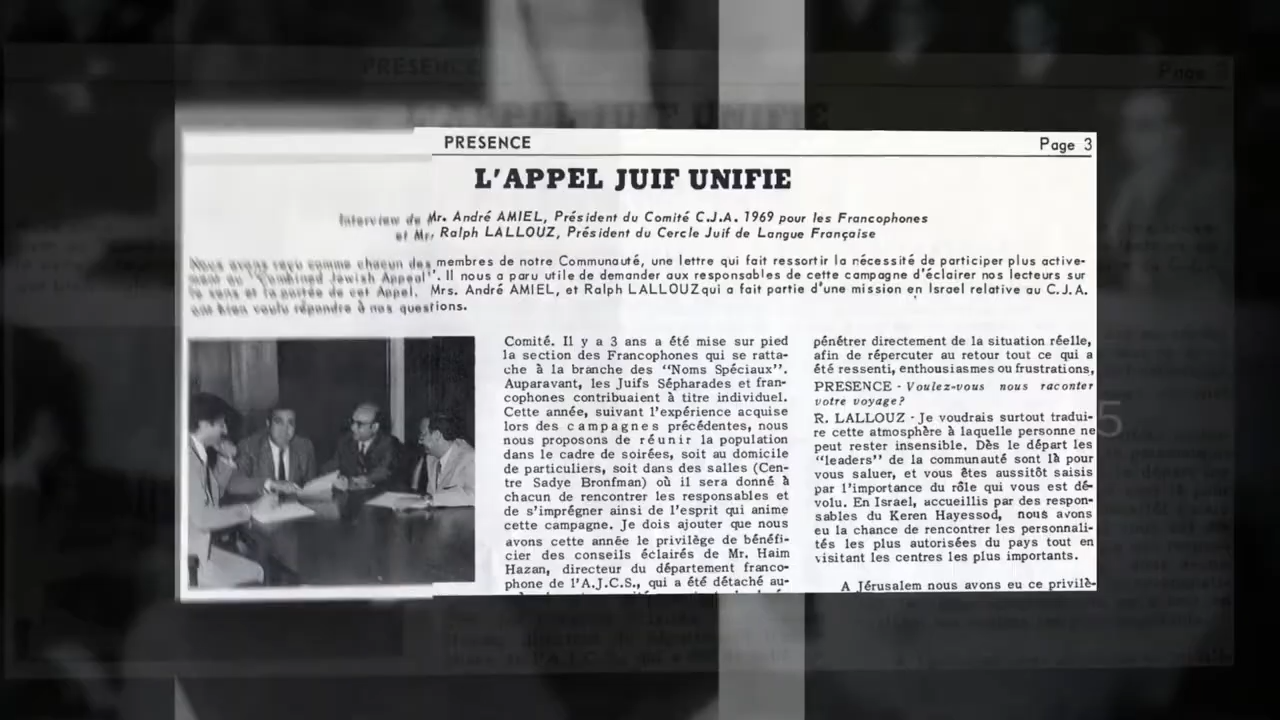 PRESENCE
Page 3
L'APPEL JUIF UNIFIE
Interview de Mr. André AMIEL, Président du Comité C.J.A. 1969 pour les Francophones
et Mr. Ralph LALLOUZ, Président du Cercle Juif de Langue Française
Nous avons reçu comme chacun des membres de notre Communauté, une lettre qui fait ressortir la nécessité de participer plus active-
ment au "Combined Jewish Appeal". Il nous a paru utile de demander aux responsables de cette campagne d'éclairer nos lecteurs sur
le sens et la portée de cet Appel. Mrs. André AMIEL, et Ralph LALLOUZ qui a fait partie d'une mission en Israel relative au C.J.A.
ont bien voulu répondre à nos questions.
Comité. Il y a 3 ans a été mise sur pied
la section des Francophones qui se ratta-
che à la branche des "Noms Spéciaux".
Auparavant, les Juifs Sépharades et fran-
cophones contribuaient à titre individuel.
Cette année, suivant l'expérience acquise
lors des campagnes précédentes, nous
nous proposons de réunir la population
dans le cadre de soirées, soit au domicile
de particuliers, soit dans des salles (Cen-
tre Sadye Bronfman) où il sera donné à
chacun de rencontrer les responsables et
de s'imprégner ainsi de l'esprit qui anime
cette campagne. Je dois ajouter que nous
avons cette année le privilège de bénéfi-
cier des conseils éclairés de Mr. Haim
Hazan, directeur du département franco-
phone de l'A.J.C.S., qui a été détaché au-
pénétrer directement de la situation réelle,
afin de répercuter au retour tout ce qui a
été ressenti, enthousiasmes ou frustrations,
PRESENCE - Voulez-vous nous raconter
votre voyage?
R. LALLOUZ - Je voudrais surtout tradui-
re cette atmosphère à laquelle personne ne
peut rester insensible. Dès le départ les
"leaders" de la communauté sont là pour
vous saluer, et vous êtes aussitôt saisis
par l'importance du rôle qui vous est dé-
volu. En Israel, accueillis par des respon-
sables du Keren Hayessod, nous avons
eu la chance de rencontrer les personnali-
tés les plus autorisées du pays tout en
visitant les centres les plus importants.
A Jérusalem nous avons eu ce privilè-